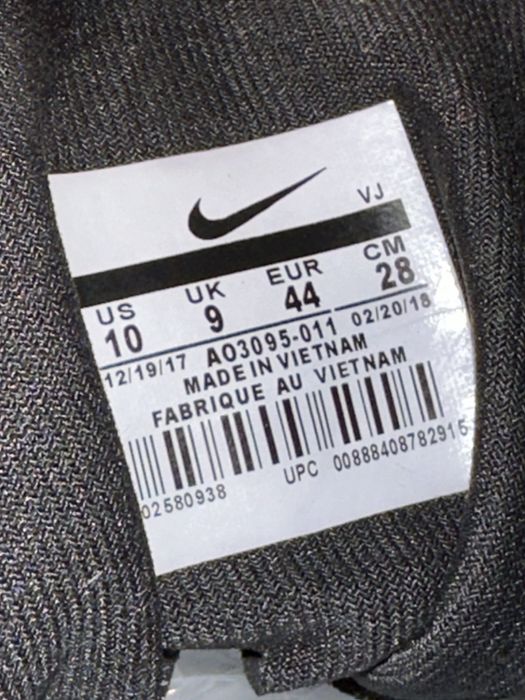 VJ
US UK EUR CM
10 9 44 28
12/19/17 AO3095-011 02/20/18
MADE IN VIETNAM
FABRIQUE AU VIETNAM
02580938 UPC 00888408782915